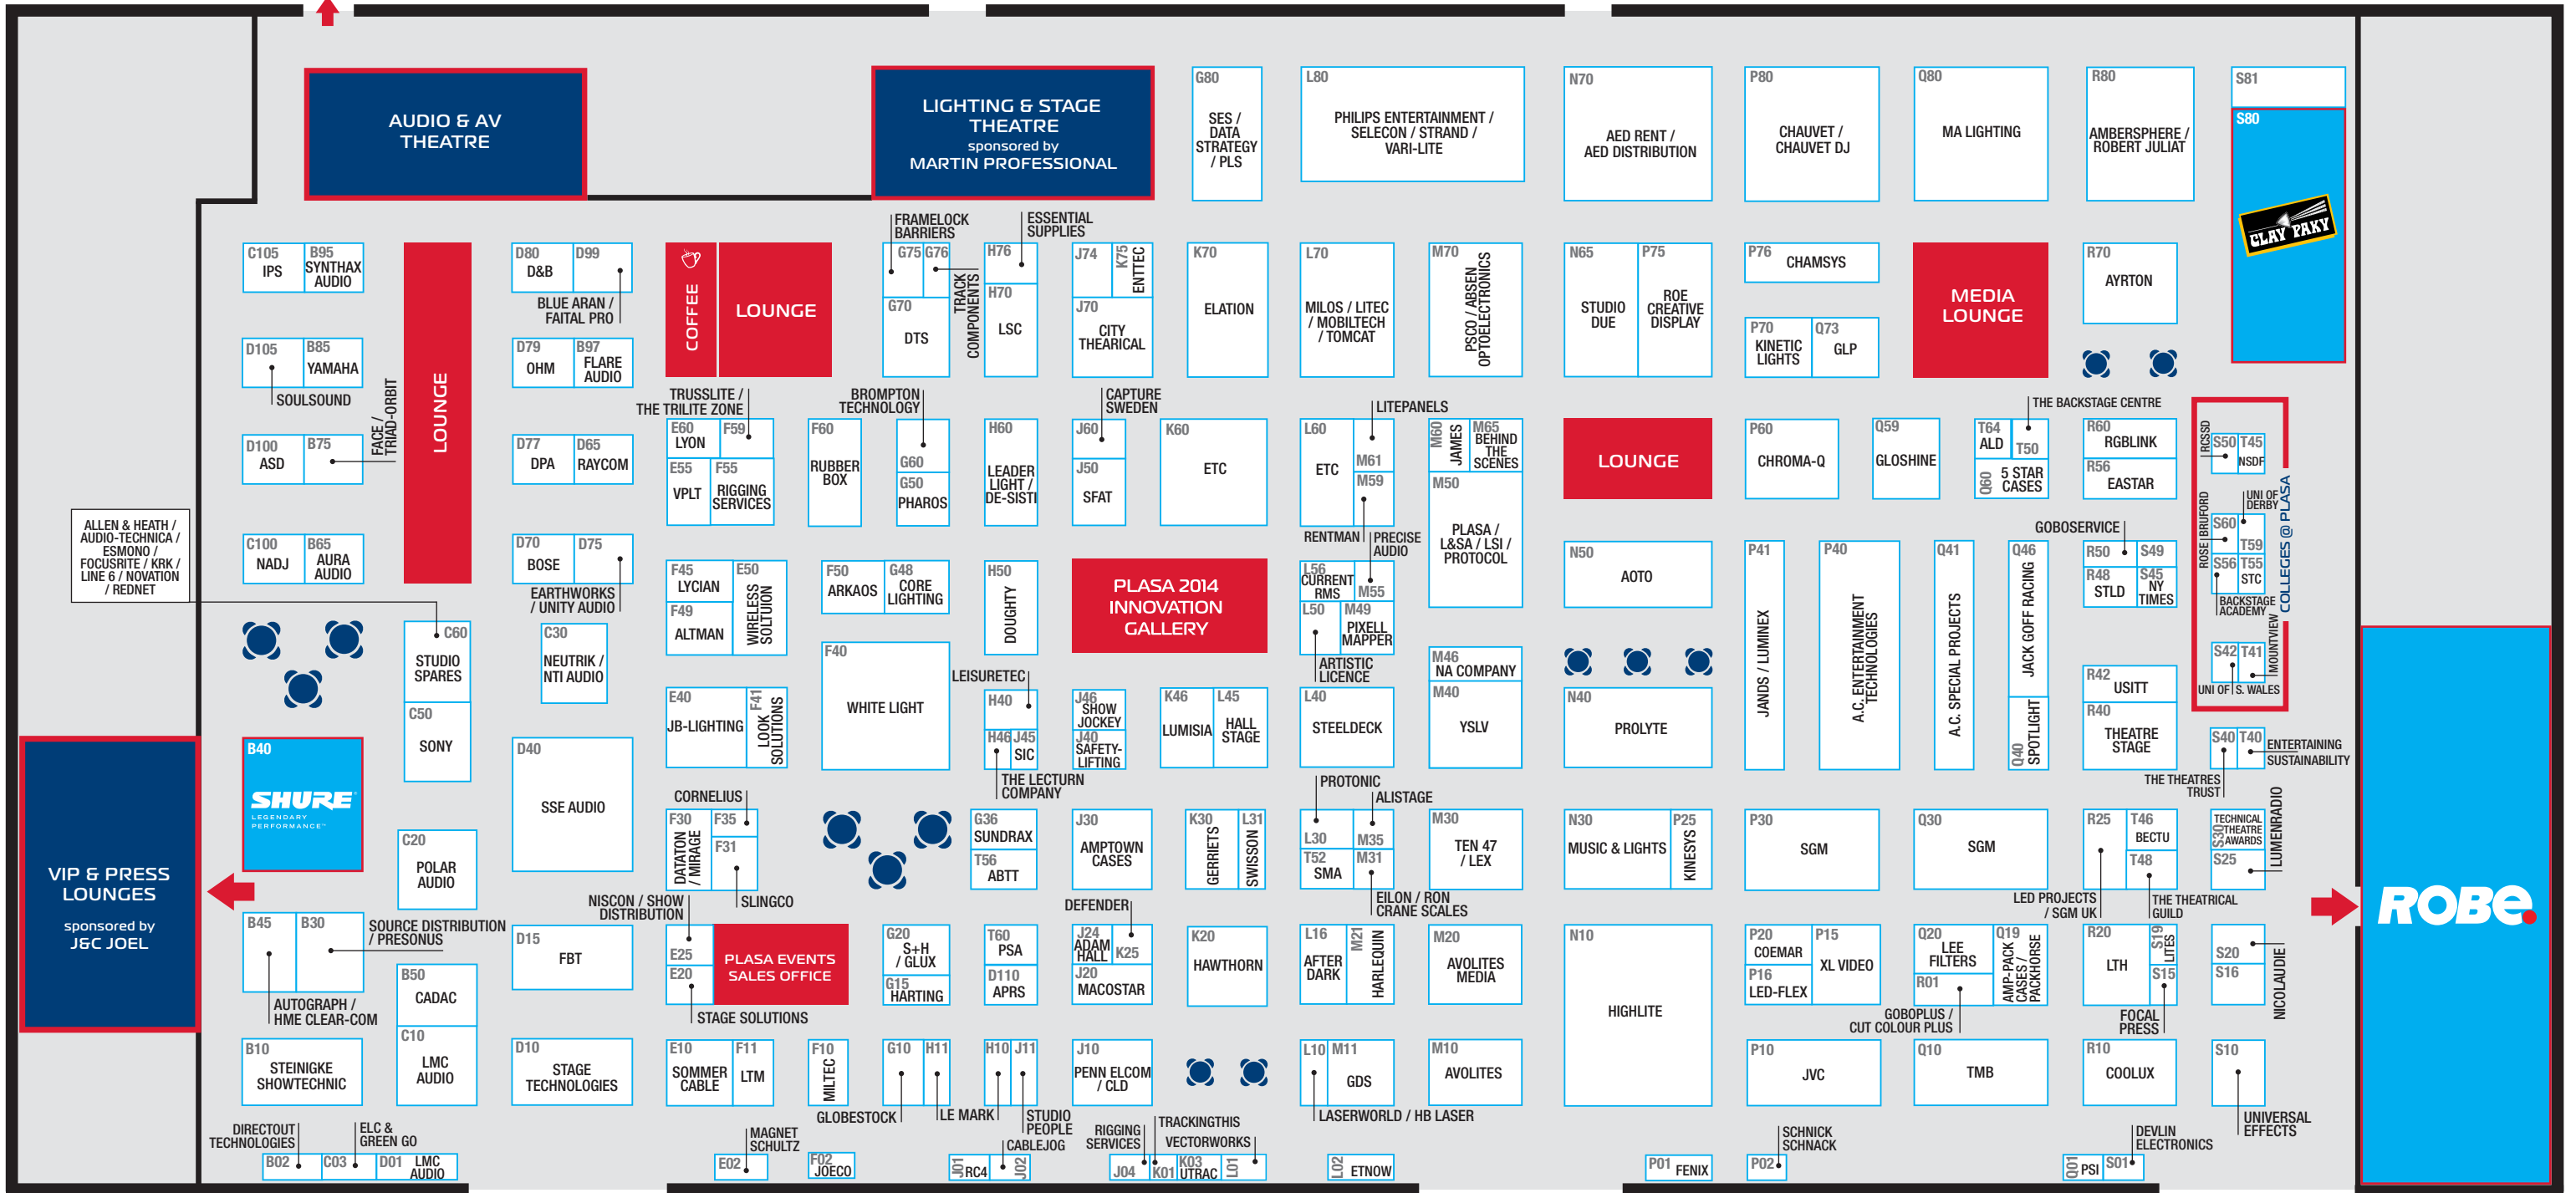 AUDIO & AV
THEATRE
LIGHTING & STAGE
THEATRE
sponsored by
MARTIN PROFESSIONAL
G80
SES /
DATA
STRATEGY
/ PLS
L80
PHILIPS ENTERTAINMENT /
SELECON / STRAND /
VARI-LITE
N70
AED RENT /
AED DISTRIBUTION
P80
CHAUVET /
CHAUVET DJ
Q80
MA LIGHTING
R80
AMBERSPHERE /
ROBERT JULIAT
S81
S80
CLAY PAKY
C105
IPS
B95
SYNTHAX
AUDIO
LOUNGE
D80
D&B
D99
BLUE ARAN /
FAITAL PRO
COFFEE
LOUNGE
FRAMELOCK
BARRIERS
G75
G76
TRACK
COMPONENTS
G70
DTS
ESSENTIAL
SUPPLIES
H76
H70
LSC
J74
K75
ENTTEC
J70
CITY
THEARICAL
K70
ELATION
L70
MILOS / LITEC
/ MOBILTECH
/ TOMCAT
M70
PSCO / ABSEN
OPTOELECTRONICS
N65
STUDIO
DUE
P75
ROE
CREATIVE
DISPLAY
P76
CHAMSYS
P70
KINETIC
LIGHTS
Q73
GLP
MEDIA
LOUNGE
R70
AYRTON
D105
SOULSOUND
B85
YAMAHA
FACE /
TRIAD-ORBIT
D79
OHM
B97
FLARE
AUDIO
D100
ASD
B75
D77
DPA
D65
RAYCOM
TRUSSLITE /
THE TRILITE ZONE
E60
LYON
F59
E55
VPLT
F55
RIGGING
SERVICES
F60
RUBBER
BOX
BROMPTON
TECHNOLOGY
G60
G50
PHAROS
H60
LEADER
LIGHT /
DE-SISTI
CAPTURE
SWEDEN
J60
J50
SFAT
K60
ETC
L60
ETC
LITEPANELS
M61
M59
RENTMAN
PRECISE
AUDIO
M60
JAMES
M65
BEHIND
THE
SCENES
M50
PLASA /
L&SA / LSI /
PROTOCOL
LOUNGE
P60
CHROMA-Q
Q59
GLOSHINE
THE BACKSTAGE CENTRE
T64
ALD
T50
Q60
5 STAR
CASES
R60
RGBLINK
R56
EASTAR
RCSSD
S50
T45
NSDF
UNI OF
DERBY
ROSE BRUFORD
S60
T59
S56
T55
STC
BACKSTAGE
ACADEMY
COLLEGES @ PLASA
S42
T41
MOUNTVIEW
UNI OF S. WALES
ALLEN & HEATH /
AUDIO-TECHNICA /
ESMONO /
FOCUSRITE / KRK /
LINE 6 / NOVATION
/ REDNET
C100
NADJ
B65
AURA
AUDIO
D70
BOSE
D75
EARTHWORKS
/ UNITY AUDIO
F45
LYCIAN
F49
ALTMAN
E50
WIRELESS
SOLTUION
F50
ARKAOS
G48
CORE
LIGHTING
H50
DOUGHTY
PLASA 2014
INNOVATION
GALLERY
L56
CURRENT
RMS
M55
L50
M49
PIXELL
MAPPER
ARTISTIC
LICENCE
N50
AOTO
P41
JANDS / LUMINEX
P40
A.C. ENTERTAINMENT
TECHNOLOGIES
Q41
A.C. SPECIAL PROJECTS
Q46
JACK GOFF RACING
Q40
SPOTLIGHT
GOBOSERVICE
R50
S49
R48
STLD
S45
NY
TIMES
R42
USITT
R40
THEATRE
STAGE
C60
STUDIO
SPARES
C50
SONY
C30
NEUTRIK /
NTI AUDIO
E40
JB-LIGHTING
F41
LOOK
SOLUTIONS
F40
WHITE LIGHT
LEISURETEC
H40
H46
J45
SIC
THE LECTURN
COMPANY
J46
SHOW
JOCKEY
J40
SAFETY-
LIFTING
K46
LUMISIA
L45
HALL
STAGE
L40
STEELDECK
M46
NA COMPANY
M40
YSLV
N40
PROLYTE
S40
T40
ENTERTAINING
SUSTAINABILITY
THE THEATRES
TRUST
VIP & PRESS
LOUNGES
sponsored by
J&C JOEL
B40
SHURE
LEGENDARY
PERFORMANCE™
D40
SSE AUDIO
C20
POLAR
AUDIO
CORNELIUS
F30
DATATON
/ MIRAGE
F35
F31
SLINGCO
G36
SUNDRAX
T56
ABTT
J30
AMPTOWN
CASES
K30
GERRIETS
L31
SWISSON
PROTONIC
ALISTAGE
L30
M35
T52
SMA
M31
EILON / RON
CRANE SCALES
M30
TEN 47
/ LEX
N30
MUSIC & LIGHTS
P25
KINESYS
P30
SGM
Q30
SGM
R25
LED PROJECTS
/ SGM UK
T46
BECTU
T48
THE THEATRICAL
GUILD
S30
TECHNICAL
THEATRE
AWARDS
S25
LUMENRADIO
ROBe
B45
B30
SOURCE DISTRIBUTION
/ PRESONUS
AUTOGRAPH /
HME CLEAR-COM
B50
CADAC
C10
LMC
AUDIO
D15
FBT
NISCON / SHOW
DISTRIBUTION
E25
E20
STAGE SOLUTIONS
PLASA EVENTS
SALES OFFICE
G20
S+H
/ GLUX
G15
HARTING
T60
PSA
D110
APRS
DEFENDER
J24
ADAM
HALL
K25
J20
MACOSTAR
K20
HAWTHORN
L16
AFTER
DARK
M21
HARLEQUIN
M20
AVOLITES
MEDIA
N10
HIGHLITE
P20
COEMAR
P16
LED-FLEX
P15
XL VIDEO
Q20
LEE
FILTERS
R01
GOBOPLUS /
CUT COLOUR PLUS
Q19
AMP-PACK
CASES /
PACKHORSE
R20
LTH
S19
LITES
S15
FOCAL
PRESS
S20
S16
NICOLAUDIE
B10
STEINIGKE
SHOWTECHNIC
D10
STAGE
TECHNOLOGIES
E10
SOMMER
CABLE
F11
LTM
F10
MILTEC
G10
H11
GLOBESTOCK
LE MARK
H10
J11
STUDIO
PEOPLE
J10
PENN ELCOM
/ CLD
L10
M11
GDS
LASERWORLD / HB LASER
M10
AVOLITES
P10
JVC
Q10
TMB
R10
COOLUX
S10
UNIVERSAL
EFFECTS
DIRECTOUT
TECHNOLOGIES
ELC &
GREEN GO
B02
C03
D01
LMC
AUDIO
MAGNET
SCHULTZ
E02
F02
JOECO
J01
RC4
CABLEJOG
J02
RIGGING
SERVICES
TRACKINGTHIS
VECTORWORKS
J04
K01
K03
UTRAC
L01
L02
ETNOW
P01
FENIX
SCHNICK
SCHNACK
P02
DEVLIN
ELECTRONICS
Q01
PSI
S01